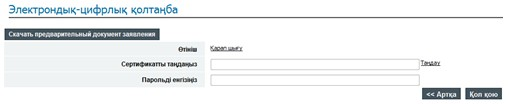 Электрондық-цифрлық қолтаңба
Скачать предварительный документ заявления
Өтініш Қарап шығу
Сертификатты таңдаңыз Таңдау
Парольді енгізіңіз
<< Артқа Қол қою